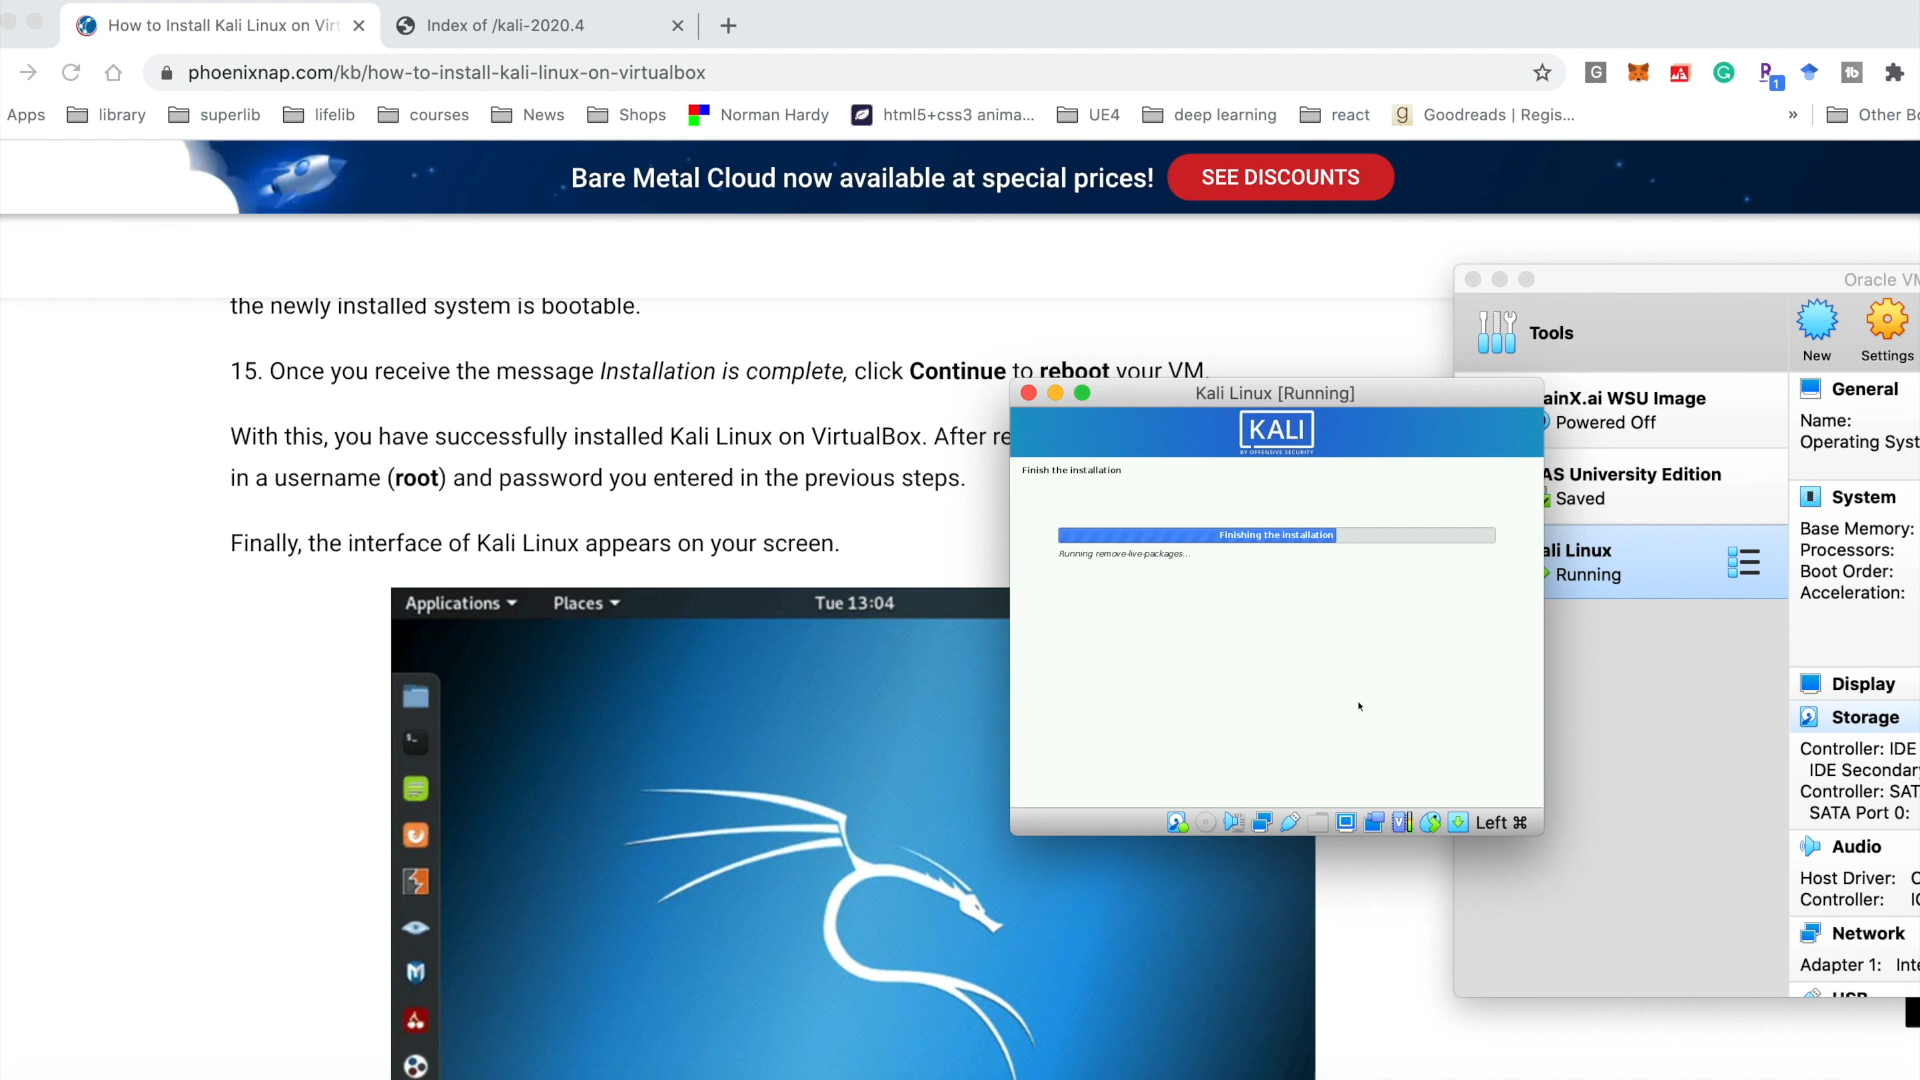 How to Install Kali Linux on Virt
Index of /kali-2020.4
phoenixnap.com/kb/how-to-install-kali-linux-on-virtualbox
1
Apps
library
superlib
lifelib
courses
News
Shops
Norman Hardy
html5+css3 anima...
UE4
deep learning
react
Goodreads | Regis...
»
Other Bo
Bare Metal Cloud now available at special prices!
SEE DISCOUNTS
the newly installed system is bootable.
15. Once you receive the message Installation is complete, click Continue to reboot your VM.
With this, you have successfully installed Kali Linux on VirtualBox. After re
in a username (root) and password you entered in the previous steps.
Finally, the interface of Kali Linux appears on your screen.
Applications
Places
Tue 13:04
Kali Linux [Running]
KALI
BY OFFENSIVE SECURITY
Finish the installation
Finishing the installation
Running remove-live-packages...
Left ⌘
Oracle VM
Tools
New
Settings
ainX.ai WSU Image
Powered Off
AS University Edition
Saved
ali Linux
Running
General
Name:
Operating Syst
System
Base Memory:
Processors:
Boot Order:
Acceleration:
Display
Storage
Controller: IDE
IDE Secondary
Controller: SAT
SATA Port 0:
Audio
Host Driver:
Controller:
Network
Adapter 1: Inte
USB